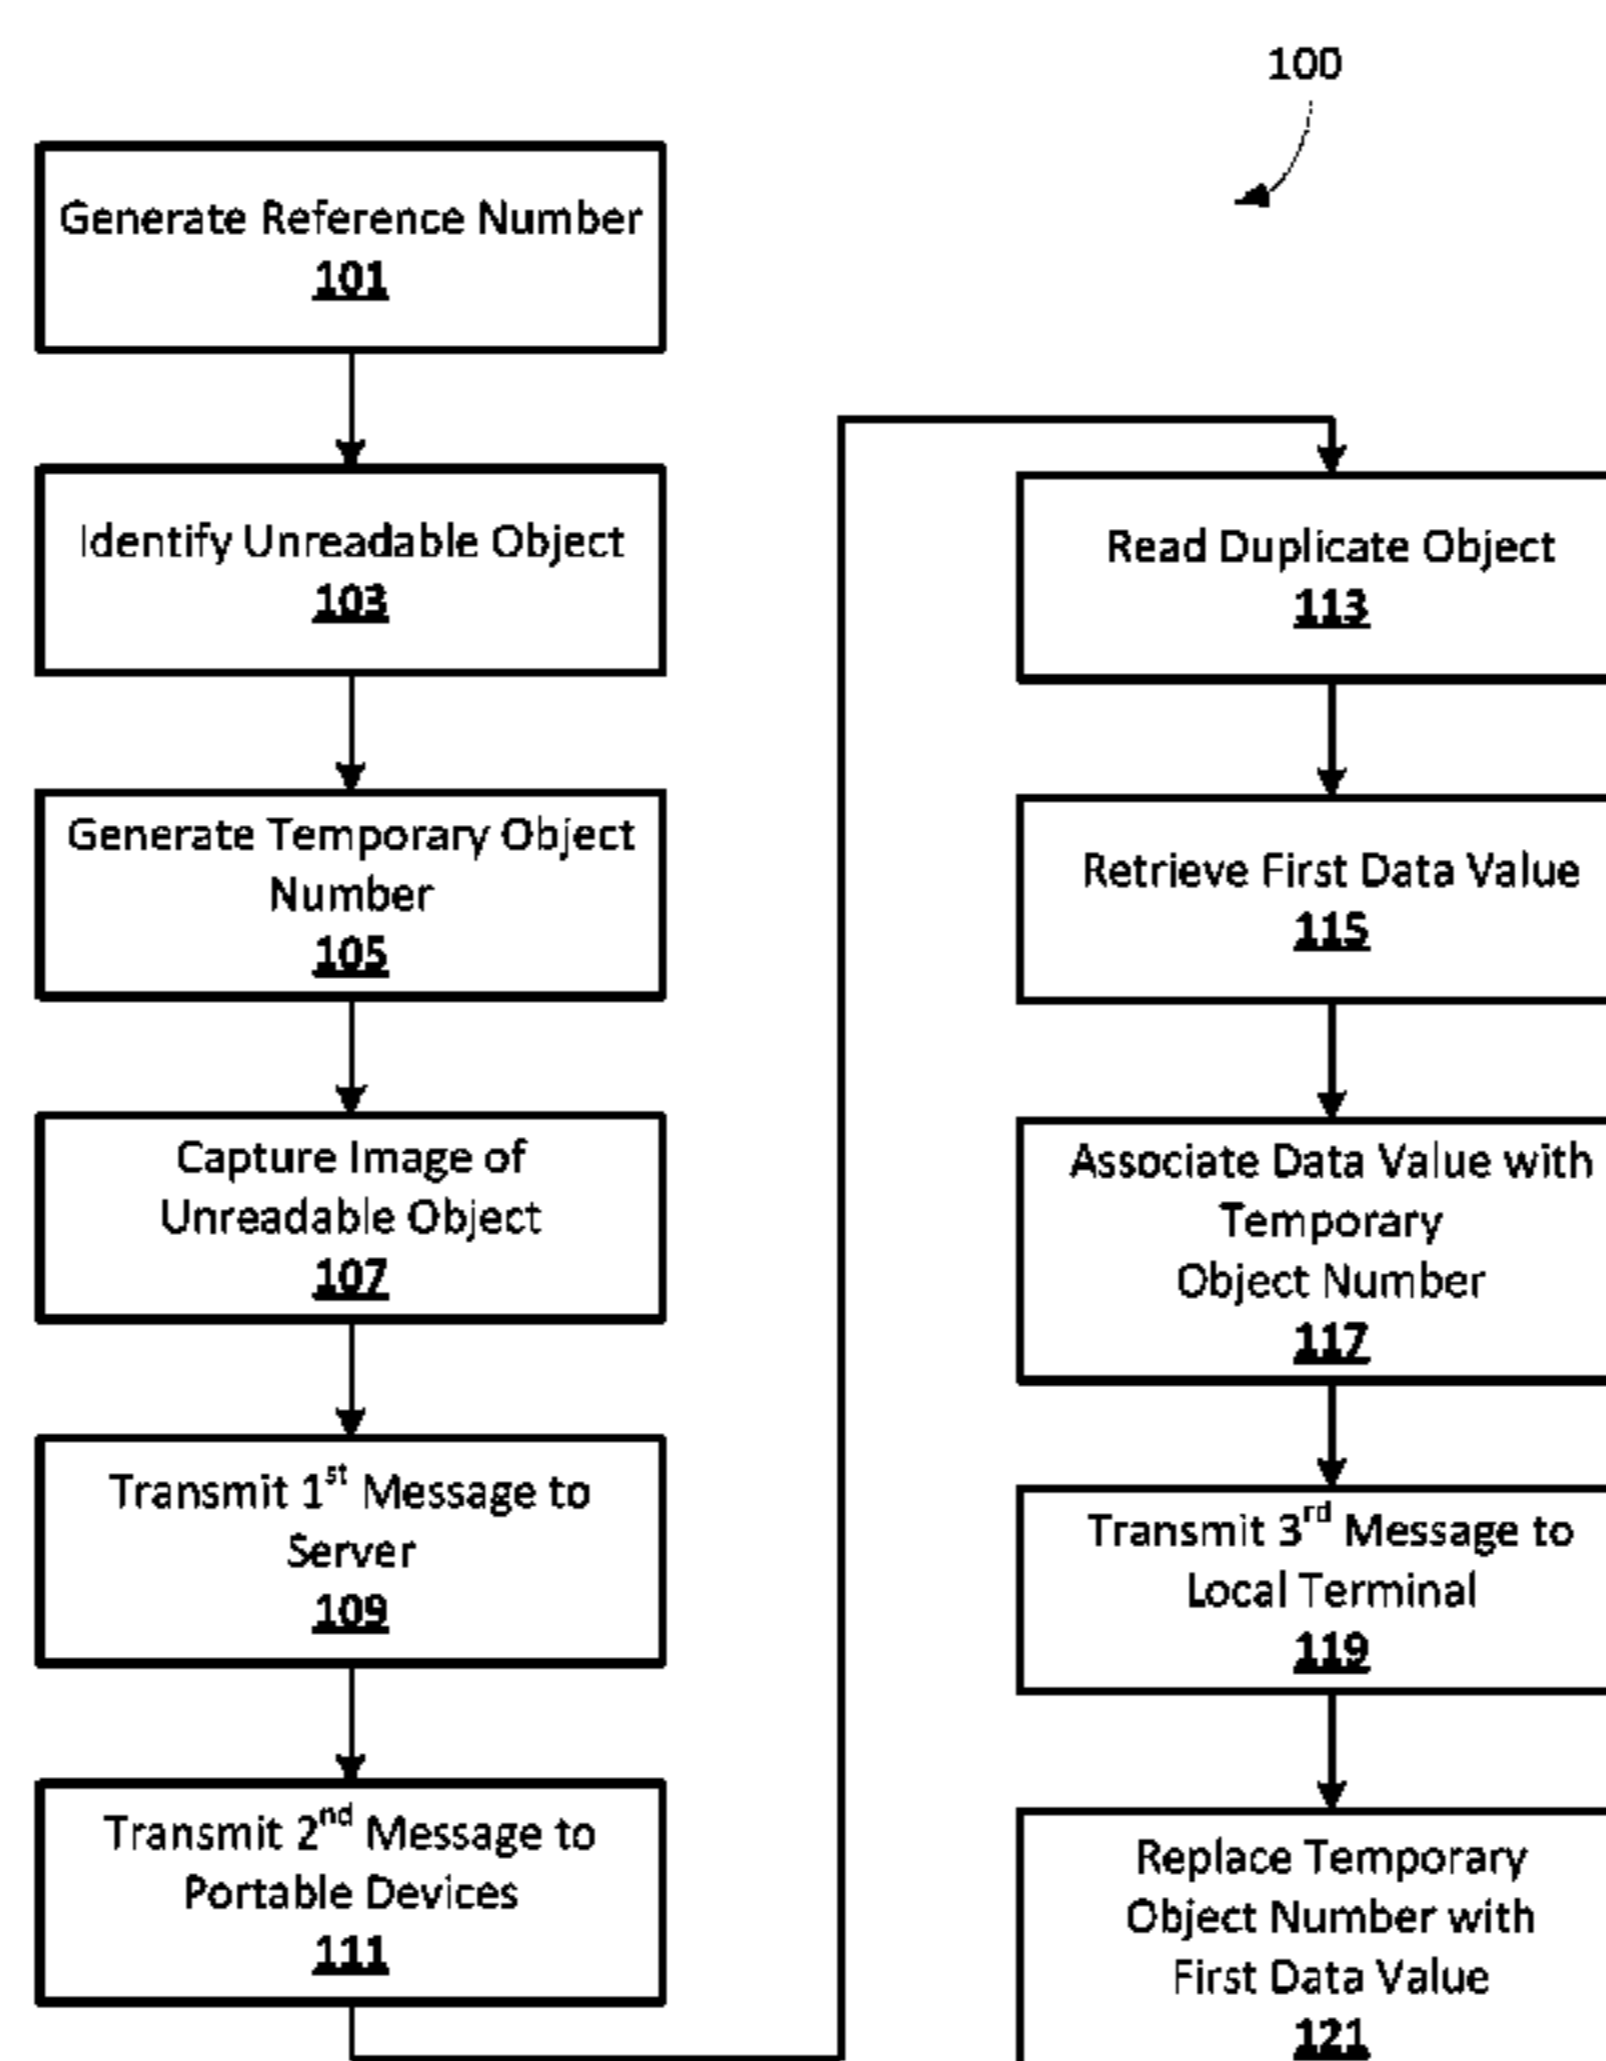 100
Generate Reference Number
101
Identify Unreadable Object
103
Generate Temporary Object
Number
105
Capture Image of
Unreadable Object
107
Transmit 1st Message to
Server
109
Transmit 2nd Message to
Portable Devices
111
Read Duplicate Object
113
Retrieve First Data Value
115
Associate Data Value with
Temporary
Object Number
117
Transmit 3rd Message to
Local Terminal
119
Replace Temporary
Object Number with
First Data Value
121